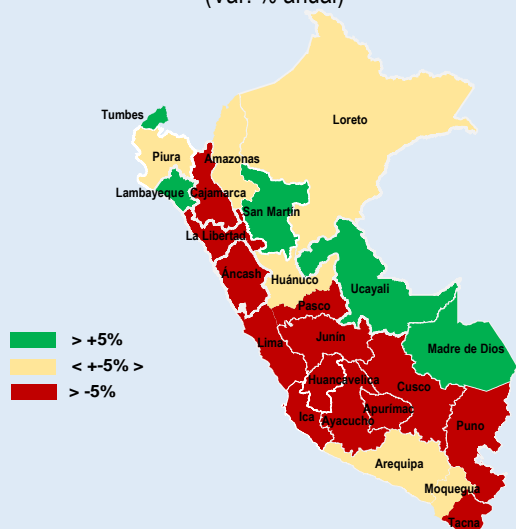 (Var. % anual)
Tumbes
Loreto
Piura
Amazonas
Lambayeque
Cajamarca
San Martín
La Libertad
Áncash
Huánuco
Ucayali
Pasco
Lima
Junín
Madre de Dios
Huancavelica
Cusco
Ica
Ayacucho
Apurímac
Puno
Arequipa
Moquegua
Tacna
> +5%
< +-5% >
> -5%